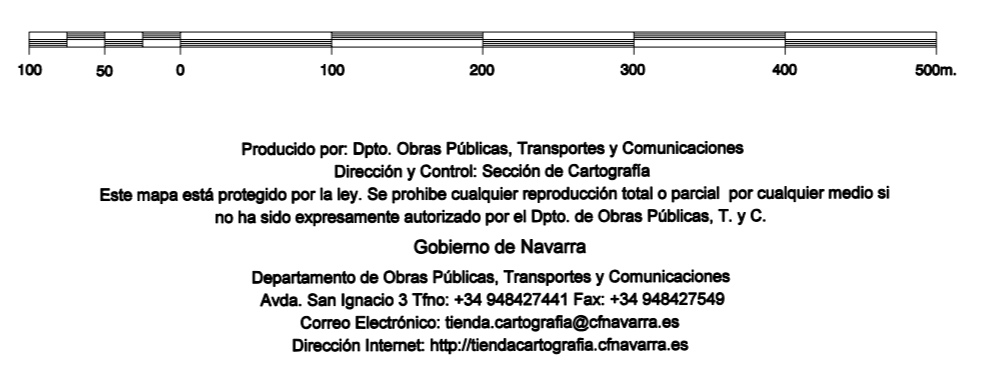 100 50 0 100 200 300 400 500m.
Producido por: Dpto. Obras Públicas, Transportes y Comunicaciones
Dirección y Control: Sección de Cartografía
Este mapa está protegido por la ley. Se prohibe cualquier reproducción total o parcial por cualquier medio si
no ha sido expresamente autorizado por el Dpto. de Obras Públicas, T. y C.
Gobierno de Navarra
Departamento de Obras Públicas, Transportes y Comunicaciones
Avda. San Ignacio 3 Tfno: +34 948427441 Fax: +34 948427549
Correo Electrónico: tienda.cartografia@cfnavarra.es
Dirección Internet: http://tiendacartografia.cfnavarra.es